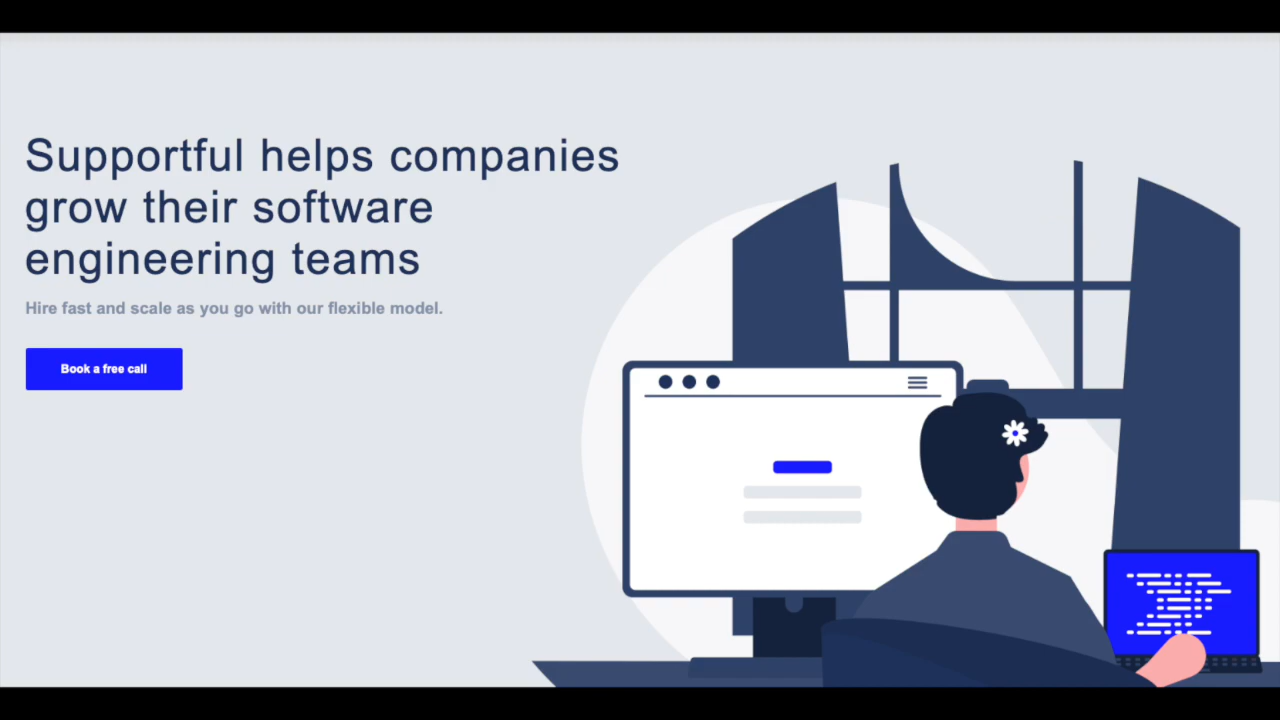 Supportful helps companies
grow their software
engineering teams
Hire fast and scale as you go with our flexible model.
Book a free call